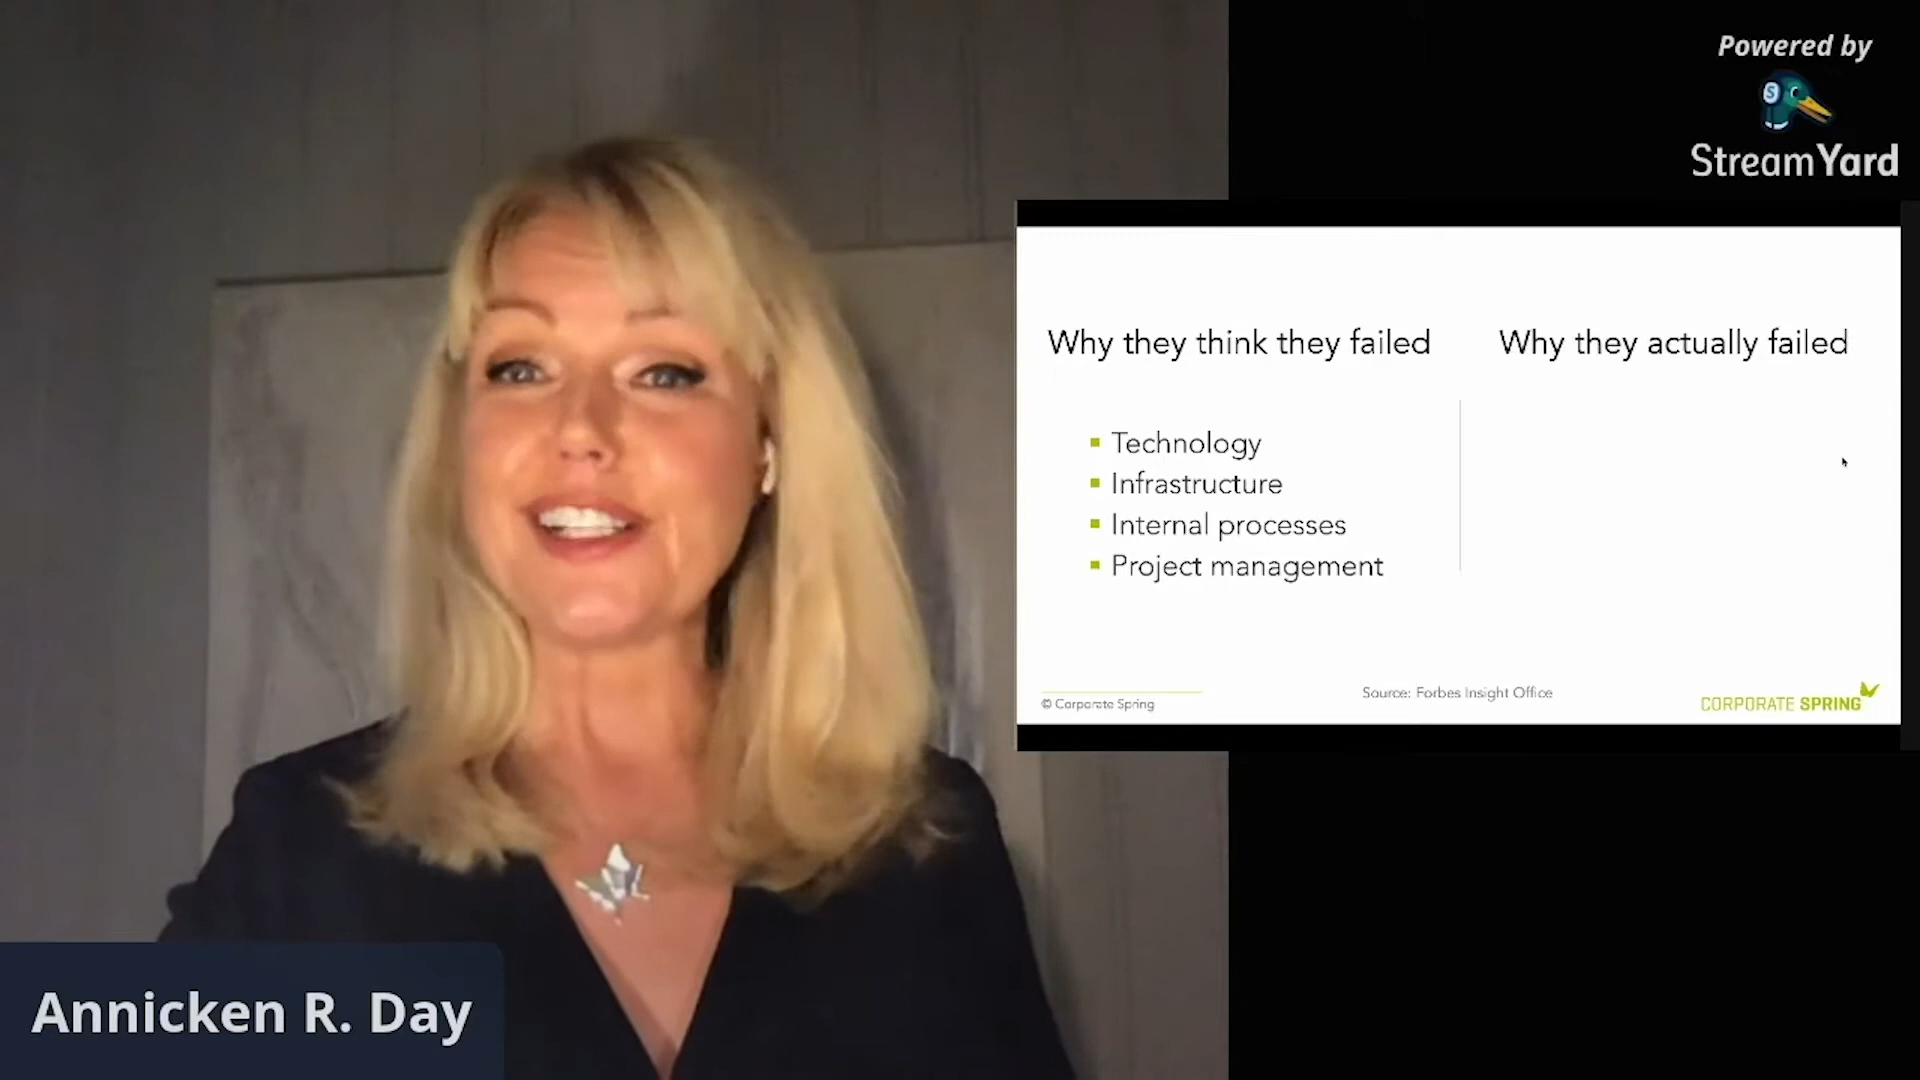 Powered by
StreamYard
Why they think they failed
Why they actually failed
Technology
Infrastructure
Internal processes
Project management
© Corporate Spring
Source: Forbes Insight Office
CORPORATE SPRING
Annicken R. Day